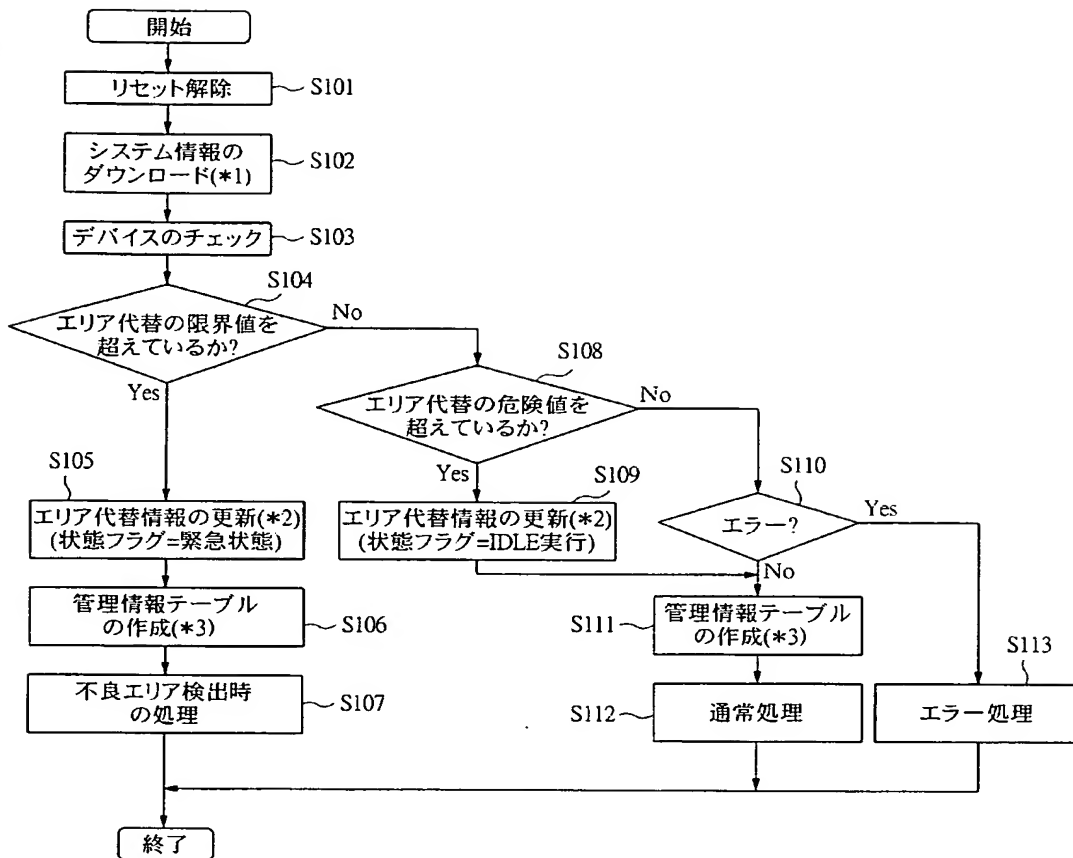 開始
リセット解除
S101
システム情報の
ダウンロード(*1)
S102
デバイスのチェック
S103
S104
エリア代替の限界値を
超えているか?
No
Yes
S108
エリア代替の危険値を
超えているか?
No
Yes
S105
エリア代替情報の更新(*2)
(状態フラグ=緊急状態)
S109
エリア代替情報の更新(*2)
(状態フラグ=IDLE実行)
S110
エラー?
Yes
No
管理情報テーブル
の作成(*3)
S106
S111
管理情報テーブル
の作成(*3)
不良エリア検出時
の処理
S107
S112
通常処理
S113
エラー処理
終了